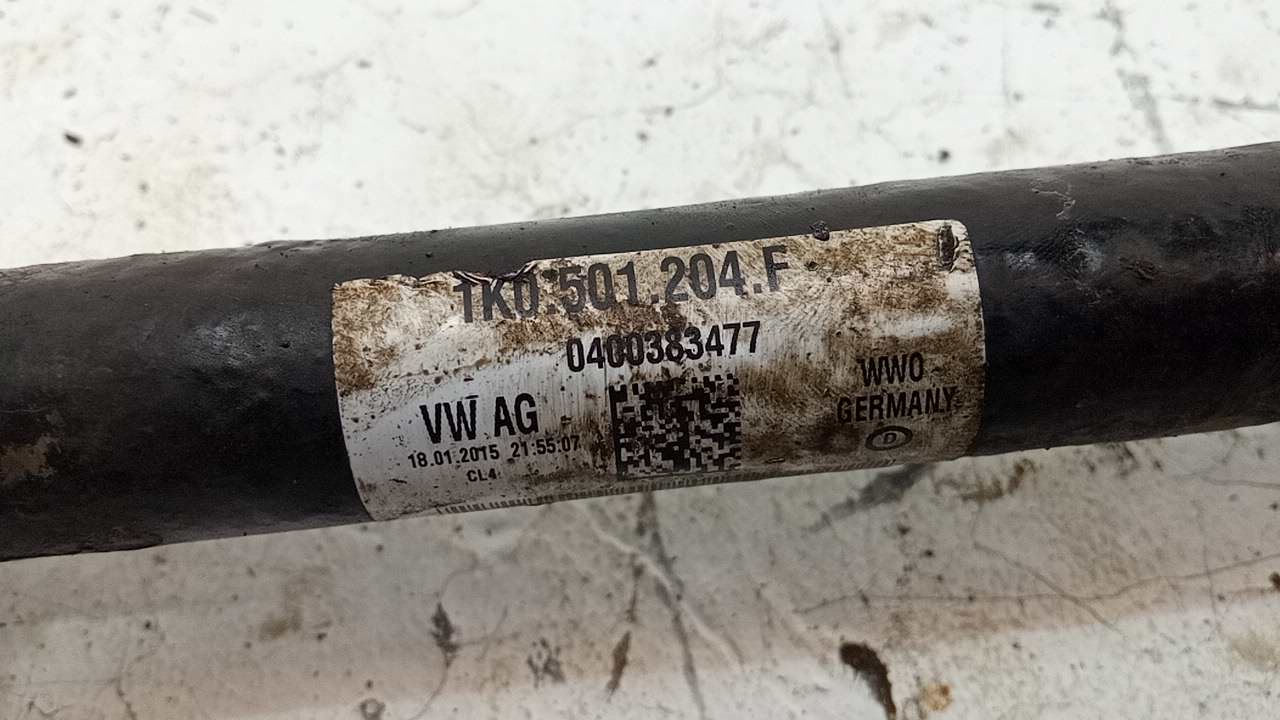 1K0.501.204.F
0400383477
VW AG
18.01.2015 21:55:07
CL4
WWO
GERMANY
D